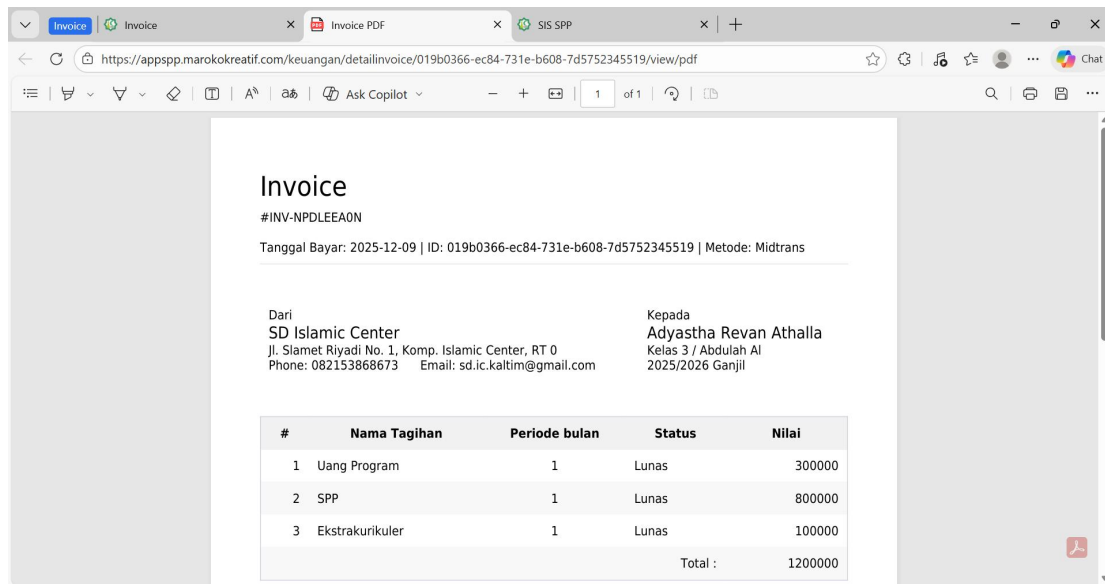 Invoice
Invoice
Invoice PDF
SIS SPP
https://appspp.marokokreatif.com/keuangan/detailinvoice/019b0366-ec84-731e-b608-7d5752345519/view/pdf
Chat
Ask Copilot
1 of 1
Invoice
#INV-NPDLEEA0N
Tanggal Bayar: 2025-12-09 | ID: 019b0366-ec84-731e-b608-7d5752345519 | Metode: Midtrans
Dari
SD Islamic Center
Jl. Slamet Riyadi No. 1, Komp. Islamic Center, RT 0
Phone: 082153868673 Email: sd.ic.kaltim@gmail.com
Kepada
Adyastha Revan Athalla
Kelas 3 / Abdulah Al
2025/2026 Ganjil
# Nama Tagihan Periode bulan Status Nilai
1 Uang Program 1 Lunas 300000
2 SPP 1 Lunas 800000
3 Ekstrakurikuler 1 Lunas 100000
Total : 1200000